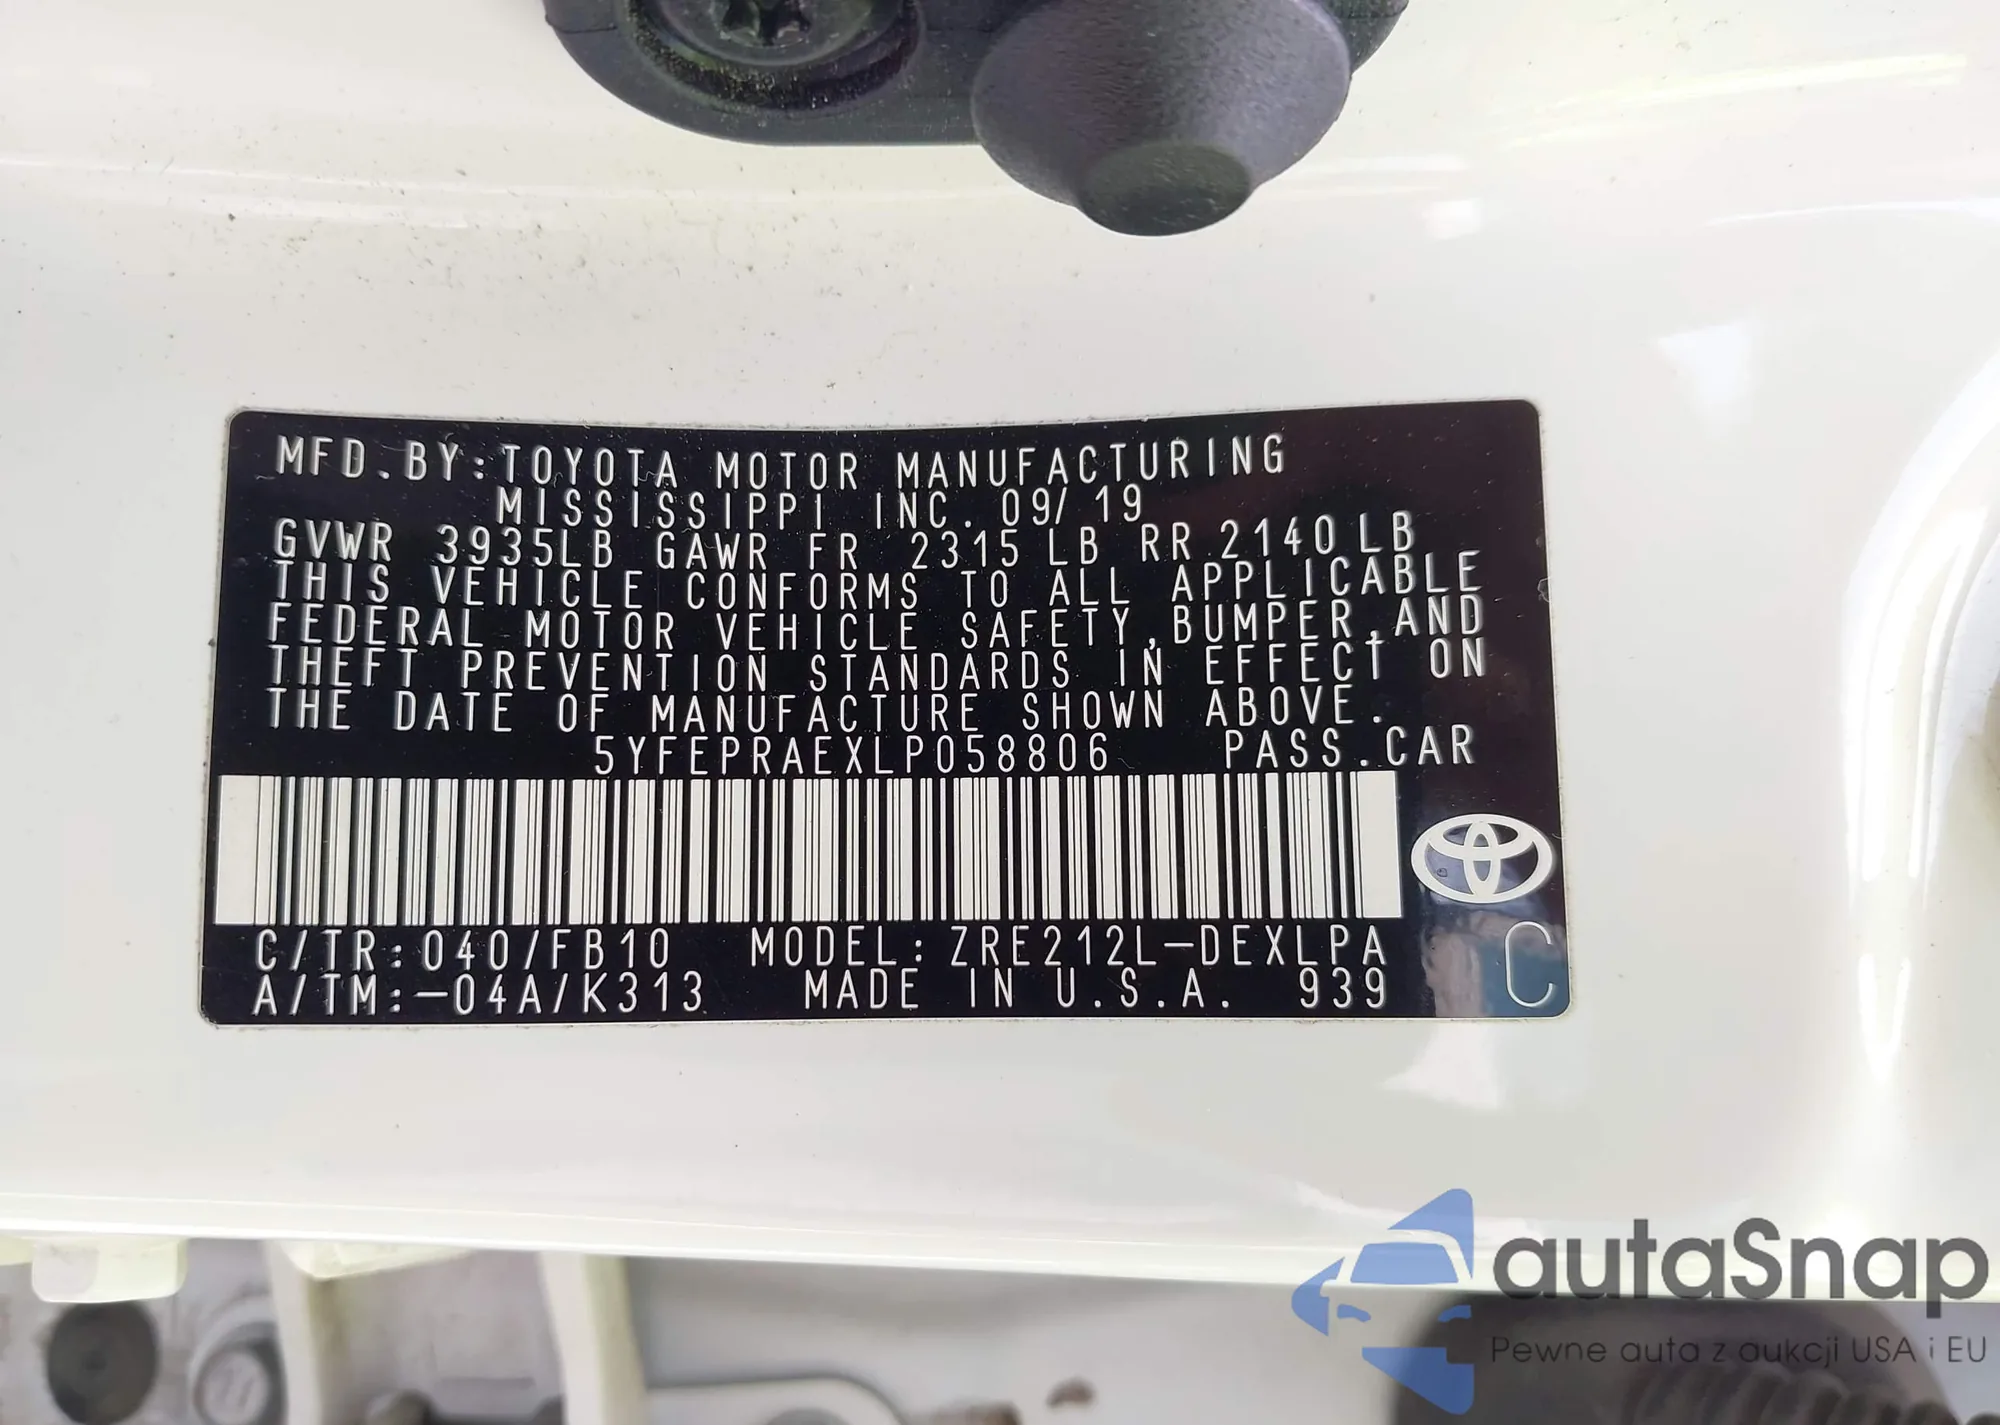 MFD.BY:TOYOTA MOTOR MANUFACTURING
MISSISSIPPI INC. 09/19
GVWR 3935LB GAWR FR 2315 LB RR 2140 LB
THIS VEHICLE CONFORMS TO ALL APPLICABLE
FEDERAL MOTOR VEHICLE SAFETY,BUMPER,AND
THEFT PREVENTION STANDARDS IN EFFECT ON
THE DATE OF MANUFACTURE SHOWN ABOVE.
5YFEPRAEXLP058806 PASS.CAR
C/TR:040/FB10 MODEL:ZRE212L-DEXLPA
A/TM:-04A/K313 MADE IN U.S.A. 939
C
autaSnap
Pewne auta z aukcji USA i EU